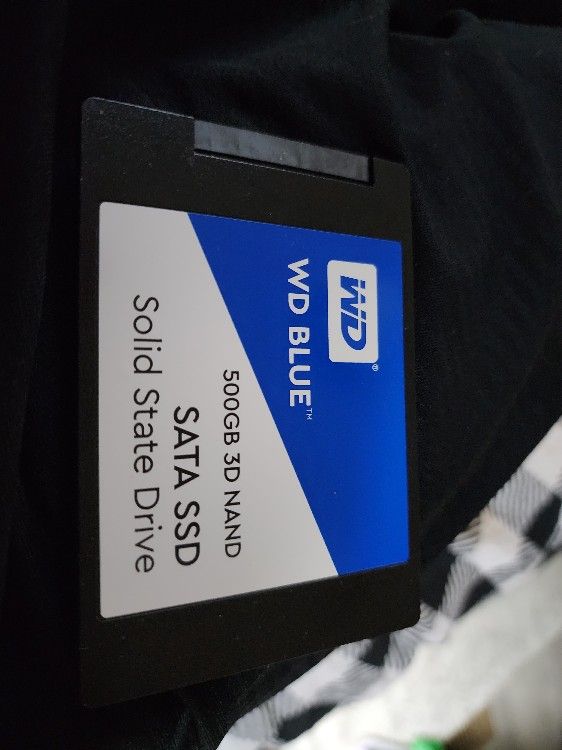 WD®
WD BLUE™
500GB 3D NAND
SATA SSD
Solid State Drive